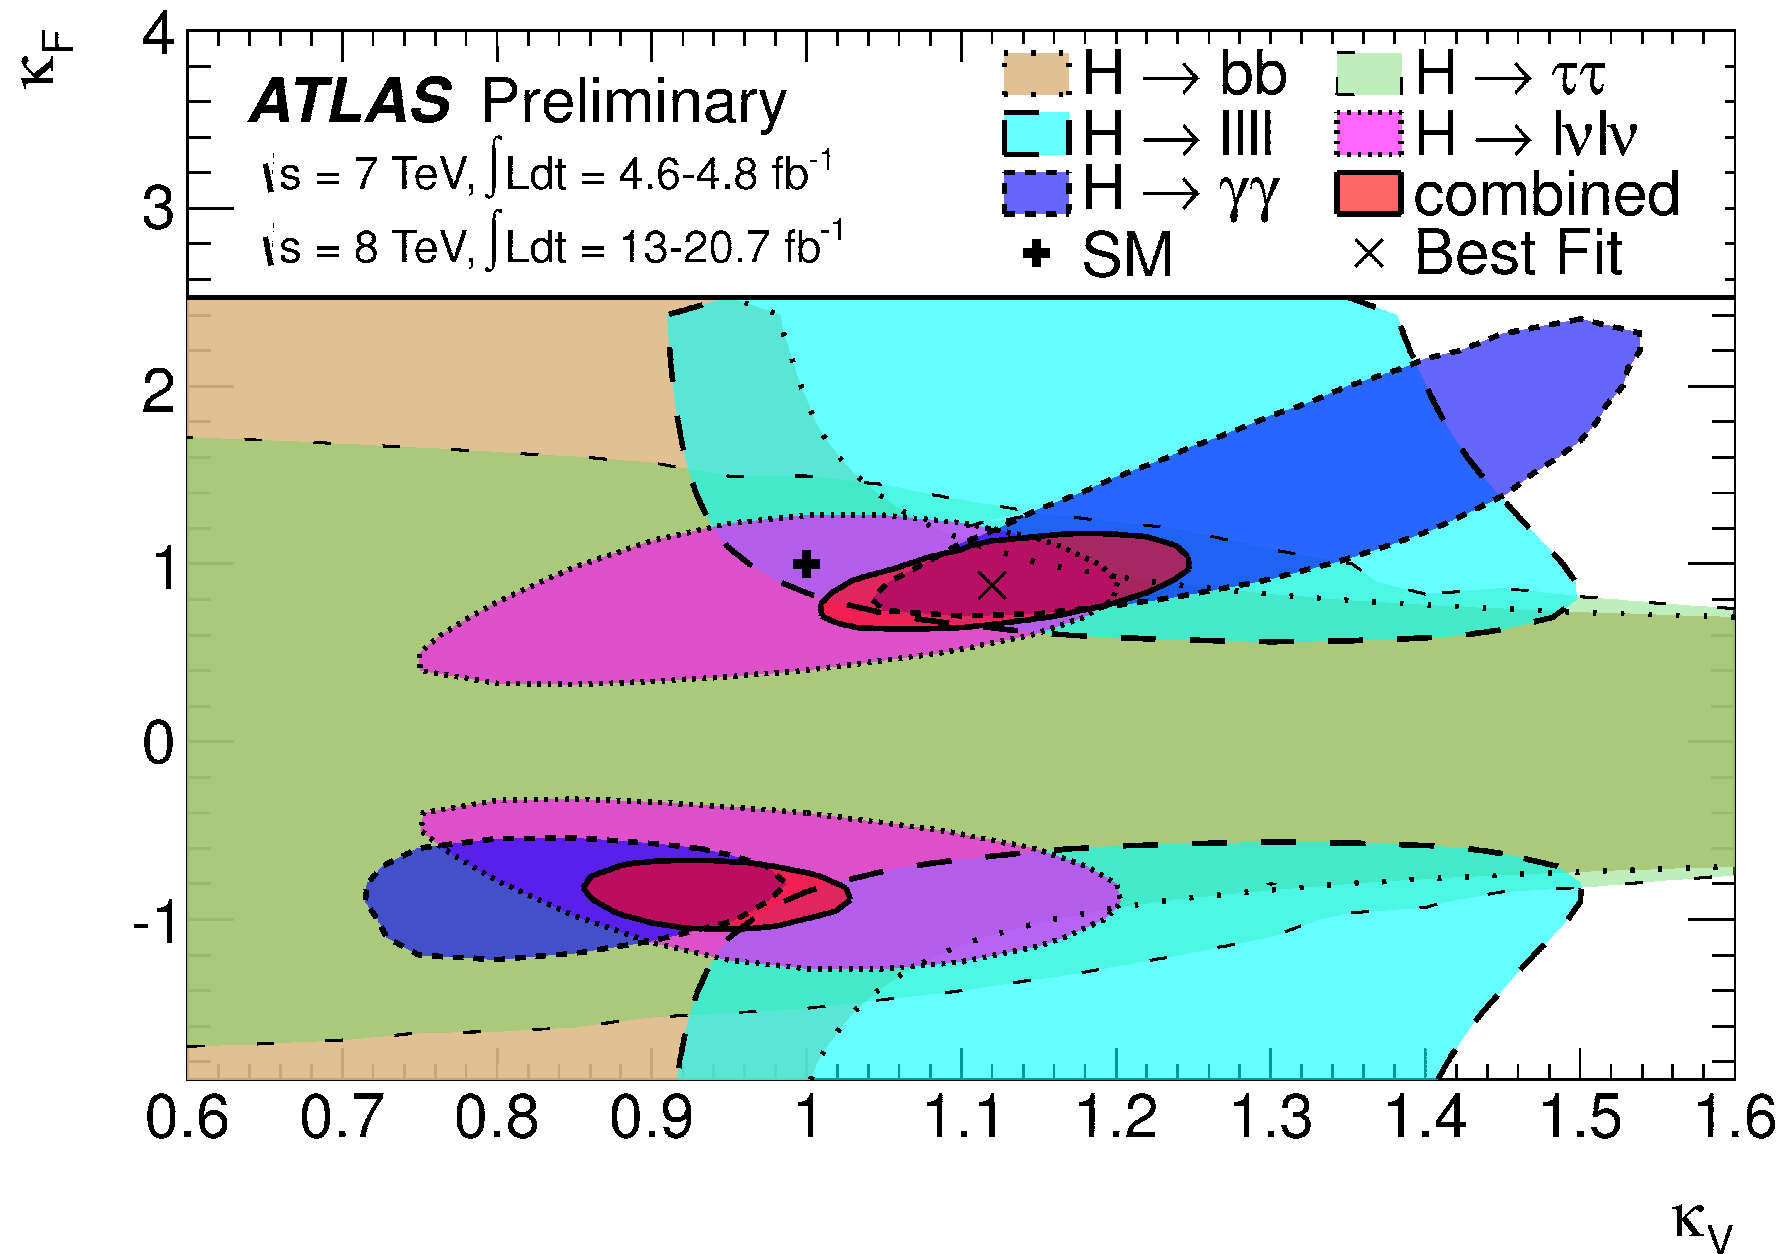 κF
4
3
2
1
0
-1
ATLAS Preliminary
√s = 7 TeV, ∫Ldt = 4.6-4.8 fb-1
√s = 8 TeV, ∫Ldt = 13-20.7 fb-1
H → bb
H → ττ
H → llll
H → lνlν
H → γγ
combined
SM
Best Fit
0.6 0.7 0.8 0.9 1 1.1 1.2 1.3 1.4 1.5 1.6
κV